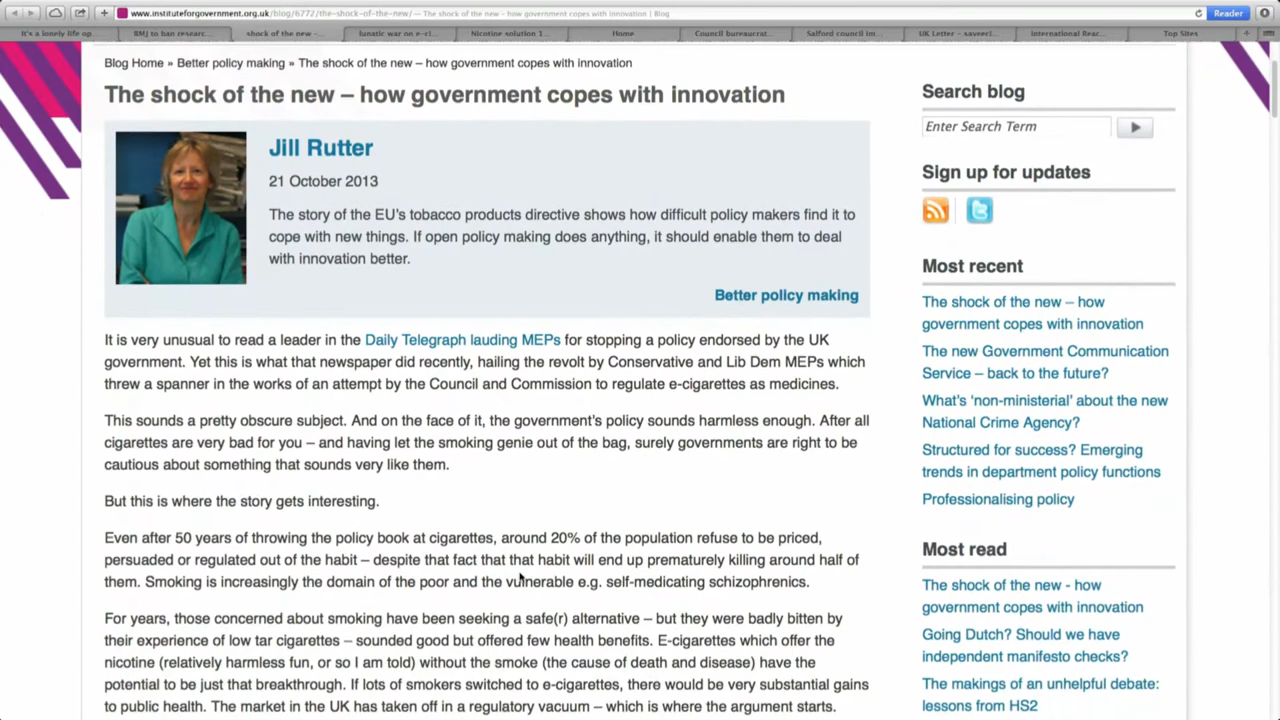 www.instituteforgovernment.org.uk/blog/6772/the-shock-of-the-new/ — The shock of the new – how government copes with innovation | Blog
Reader
It's a lonely life op...
BMJ to ban researc...
shock of the new -...
lunatic war on e-ci...
Nicotine solution 1...
Home
Council bureaucrat...
Salford council im...
UK Letter - saveeci...
International Reac...
Top Sites
Blog Home » Better policy making » The shock of the new – how government copes with innovation
The shock of the new – how government copes with innovation
Jill Rutter
21 October 2013
The story of the EU's tobacco products directive shows how difficult policy makers find it to
cope with new things. If open policy making does anything, it should enable them to deal
with innovation better.
Better policy making
It is very unusual to read a leader in the Daily Telegraph lauding MEPs for stopping a policy endorsed by the UK
government. Yet this is what that newspaper did recently, hailing the revolt by Conservative and Lib Dem MEPs which
threw a spanner in the works of an attempt by the Council and Commission to regulate e-cigarettes as medicines.
This sounds a pretty obscure subject. And on the face of it, the government's policy sounds harmless enough. After all
cigarettes are very bad for you – and having let the smoking genie out of the bag, surely governments are right to be
cautious about something that sounds very like them.
But this is where the story gets interesting.
Even after 50 years of throwing the policy book at cigarettes, around 20% of the population refuse to be priced,
persuaded or regulated out of the habit – despite that fact that that habit will end up prematurely killing around half of
them. Smoking is increasingly the domain of the poor and the vulnerable e.g. self-medicating schizophrenics.
For years, those concerned about smoking have been seeking a safe(r) alternative – but they were badly bitten by
their experience of low tar cigarettes – sounded good but offered few health benefits. E-cigarettes which offer the
nicotine (relatively harmless fun, or so I am told) without the smoke (the cause of death and disease) have the
potential to be just that breakthrough. If lots of smokers switched to e-cigarettes, there would be very substantial gains
to public health. The market in the UK has taken off in a regulatory vacuum – which is where the argument starts.
Search blog
Enter Search Term
Sign up for updates
Most recent
The shock of the new – how
government copes with innovation
The new Government Communication
Service – back to the future?
What's 'non-ministerial' about the new
National Crime Agency?
Structured for success? Emerging
trends in department policy functions
Professionalising policy
Most read
The shock of the new - how
government copes with innovation
Going Dutch? Should we have
independent manifesto checks?
The makings of an unhelpful debate:
lessons from HS2